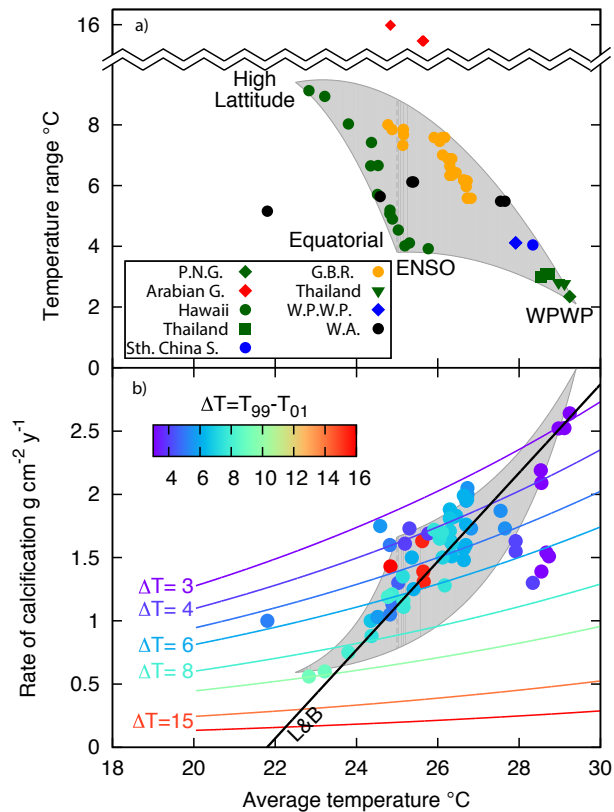 a)
16
8
6
4
2
0
Temperature range °C
High
Lattitude
Equatorial
ENSO
WPWP
P.N.G.
G.B.R.
Arabian G.
Thailand
Hawaii
W.P.W.P.
Thailand
W.A.
Sth. China S.
b)
ΔT=T99-T01
4 6 8 10 12 14 16
2.5
2
1.5
1
0.5
0
Rate of calcification g cm-2 y-1
ΔT= 3
ΔT= 4
ΔT= 6
ΔT= 8
ΔT=15
L&B
18 20 22 24 26 28 30
Average temperature °C